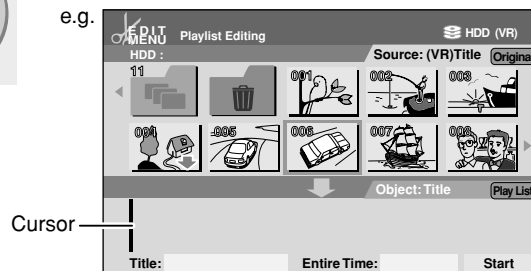 e.g.
EDIT
MENU Playlist Editing HDD (VR)
HDD : Source: (VR)Title Original
11 001 002 003
004 005 006 007 008
Object: Title Play List
Cursor
Title: Entire Time: Start